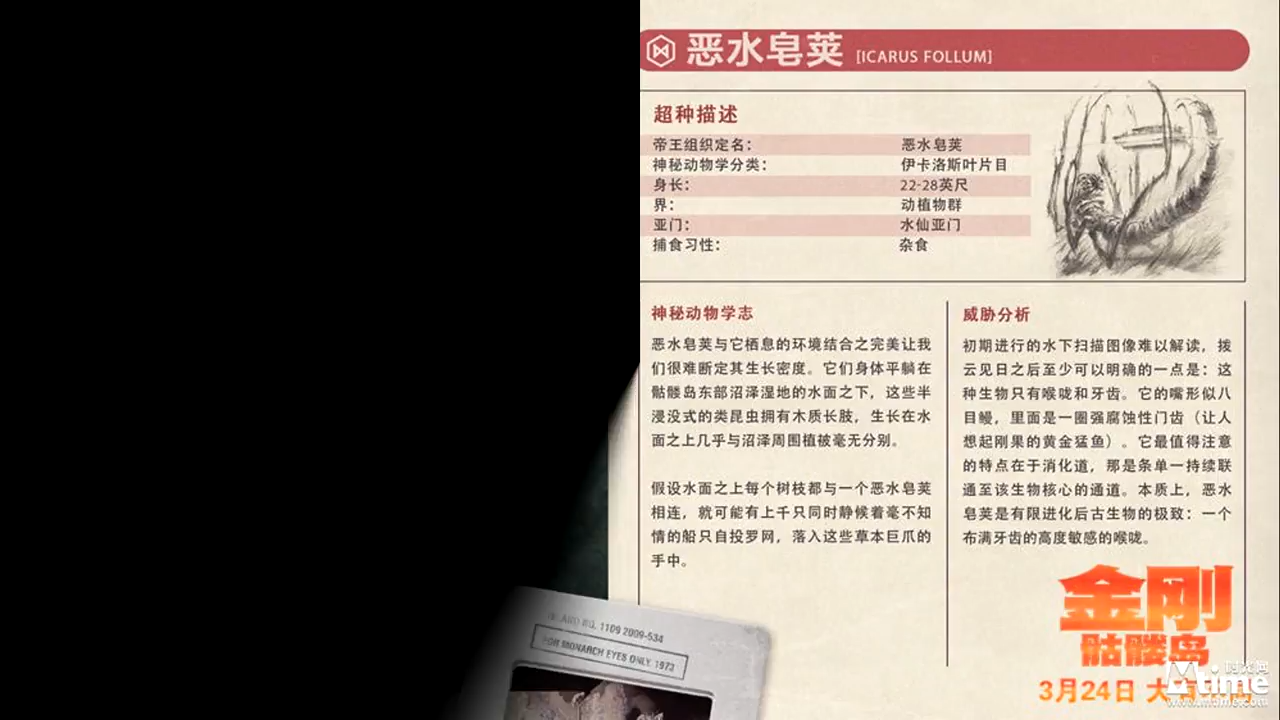 恶水皂荚 [ICARUS FOLLUM]
超种描述
帝王组织定名: 恶水皂荚
神秘动物学分类: 伊卡洛斯叶片目
身长: 22-28英尺
界: 动植物群
亚门: 水仙亚门
捕食习性: 杂食
神秘动物学志
恶水皂荚与它栖息的环境结合之完美让我
们很难断定其生长密度。它们身体平躺在
骷髅岛东部沼泽湿地的水面之下，这些半
浸没式的类昆虫拥有木质长肢，生长在水
面之上几乎与沼泽周围植被毫无分别。
假设水面之上每个树枝都与一个恶水皂荚
相连，就可能有上千只同时静候着毫不知
情的船只自投罗网，落入这些草本巨爪的
手中。
威胁分析
初期进行的水下扫描图像难以解读，拨
云见日之后至少可以明确的一点是：这
种生物只有喉咙和牙齿。它的嘴形似八
目鳗，里面是一圈强腐蚀性门齿（让人
想起刚果的黄金猛鱼）。它最值得注意
的特点在于消化道，那是条单一持续联
通至该生物核心的通道。本质上，恶水
皂荚是有限进化后古生物的极致：一个
布满牙齿的高度敏感的喉咙。
1109 2009-534
FOR MONARCH EYES ONLY. 1973
金刚
骷髅岛
3月24日 大
时光网
Mtime
www.mtime.com